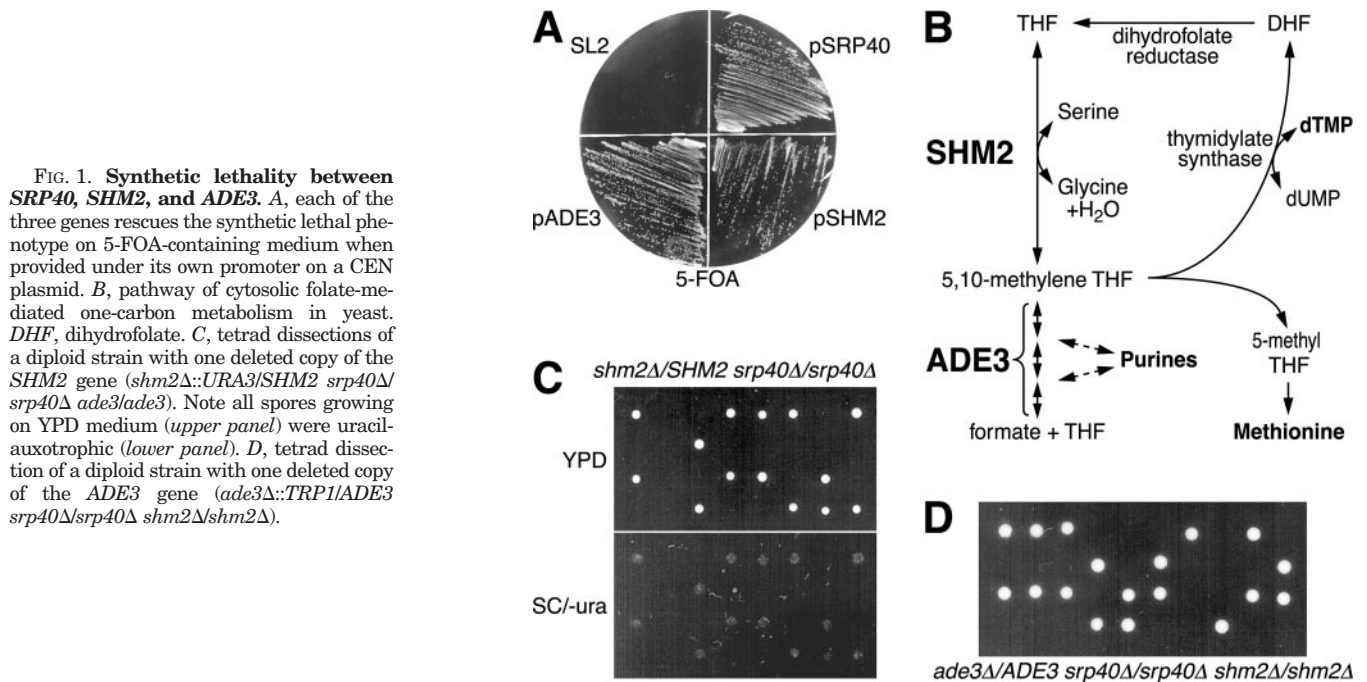 FIG. 1. Synthetic lethality between
SRP40, SHM2, and ADE3. A, each of the
three genes rescues the synthetic lethal phe-
notype on 5-FOA-containing medium when
provided under its own promoter on a CEN
plasmid. B, pathway of cytosolic folate-me-
diated one-carbon metabolism in yeast.
DHF, dihydrofolate. C, tetrad dissections of
a diploid strain with one deleted copy of the
SHM2 gene (shm2Δ::URA3/SHM2 srp40Δ/
srp40Δ ade3/ade3). Note all spores growing
on YPD medium (upper panel) were uracil-
auxotrophic (lower panel). D, tetrad dissec-
tion of a diploid strain with one deleted copy
of the ADE3 gene (ade3Δ::TRP1/ADE3
srp40Δ/srp40Δ shm2Δ/shm2Δ).
A
SL2
pSRP40
pADE3
pSHM2
5-FOA
B
THF
DHF
dihydrofolate
reductase
SHM2
Serine
Glycine
+H₂O
thymidylate
synthase
dTMP
dUMP
5,10-methylene THF
ADE3
Purines
5-methyl
THF
formate + THF
Methionine
C
shm2Δ/SHM2 srp40Δ/srp40Δ
YPD
SC/-ura
D
ade3Δ/ADE3 srp40Δ/srp40Δ shm2Δ/shm2Δ